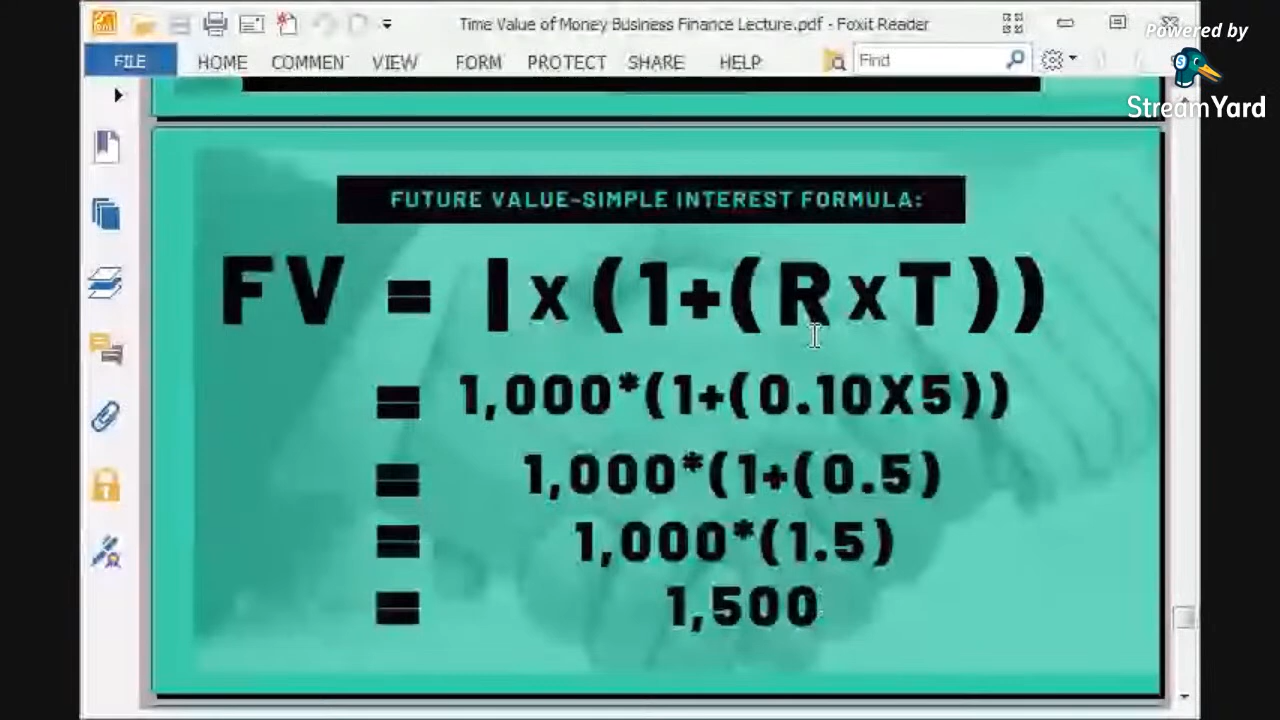 Time Value of Money Business Finance Lecture.pdf - Foxit Reader
Powered by
StreamYard
FILE HOME COMMEN VIEW FORM PROTECT SHARE HELP Find
FUTURE VALUE-SIMPLE INTEREST FORMULA:
FV = I x (1+(R x T))
= 1,000*(1+(0.10X5))
= 1,000*(1+(0.5)
= 1,000*(1.5)
= 1,500